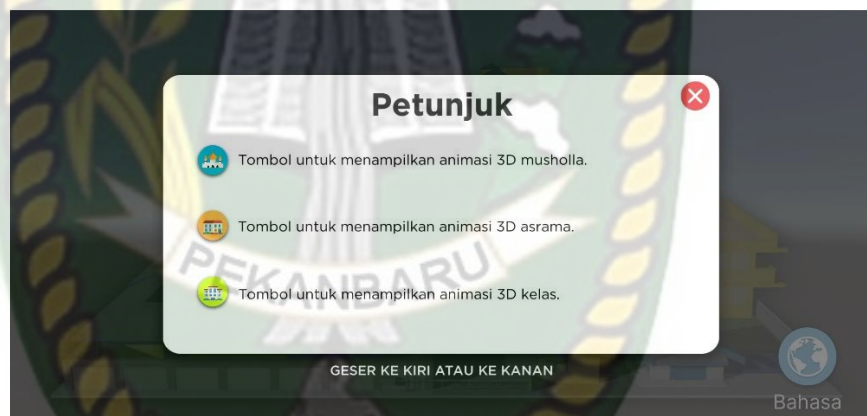 Petunjuk
Tombol untuk menampilkan animasi 3D musholla.
Tombol untuk menampilkan animasi 3D asrama.
PEKANBARU
Tombol untuk menampilkan animasi 3D kelas.
GESER KE KIRI ATAU KE KANAN
Bahasa